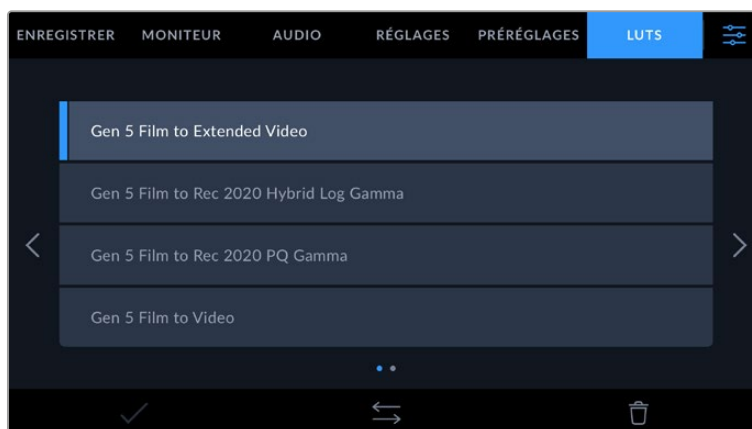 ENREGISTRER MONITEUR AUDIO RÉGLAGES PRÉRÉGLAGES LUTS
Gen 5 Film to Extended Video
Gen 5 Film to Rec 2020 Hybrid Log Gamma
Gen 5 Film to Rec 2020 PQ Gamma
Gen 5 Film to Video